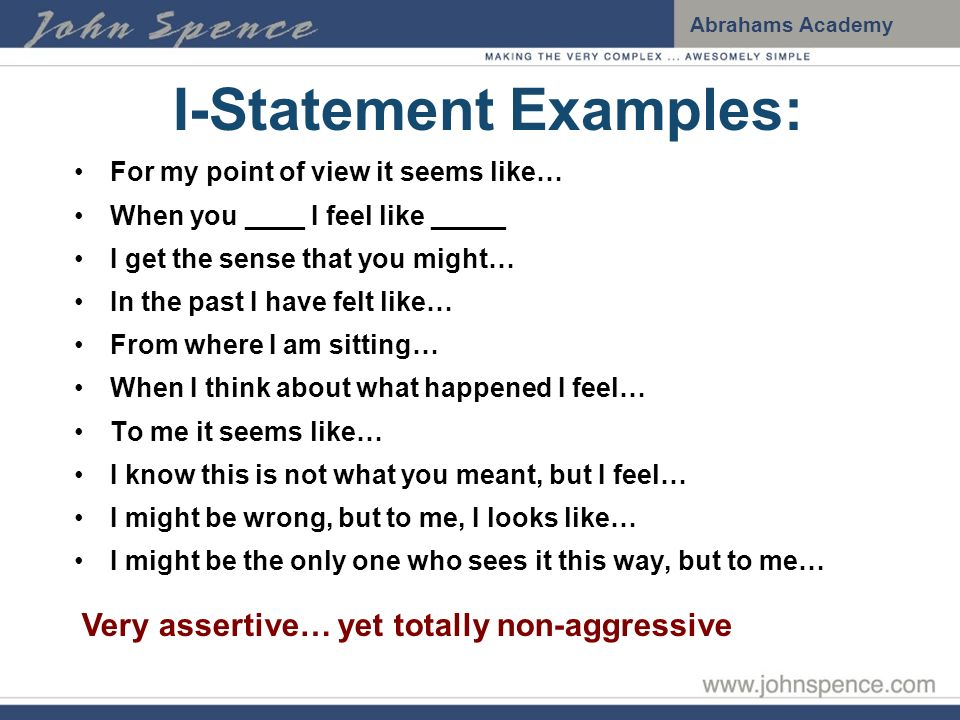 John Spence
Abrahams Academy
MAKING THE VERY COMPLEX ... AWESOMELY SIMPLE
I-Statement Examples:
• For my point of view it seems like…
• When you ____ I feel like _____
• I get the sense that you might…
• In the past I have felt like…
• From where I am sitting…
• When I think about what happened I feel…
• To me it seems like…
• I know this is not what you meant, but I feel…
• I might be wrong, but to me, I looks like…
• I might be the only one who sees it this way, but to me…
Very assertive… yet totally non-aggressive
www.johnspence.com